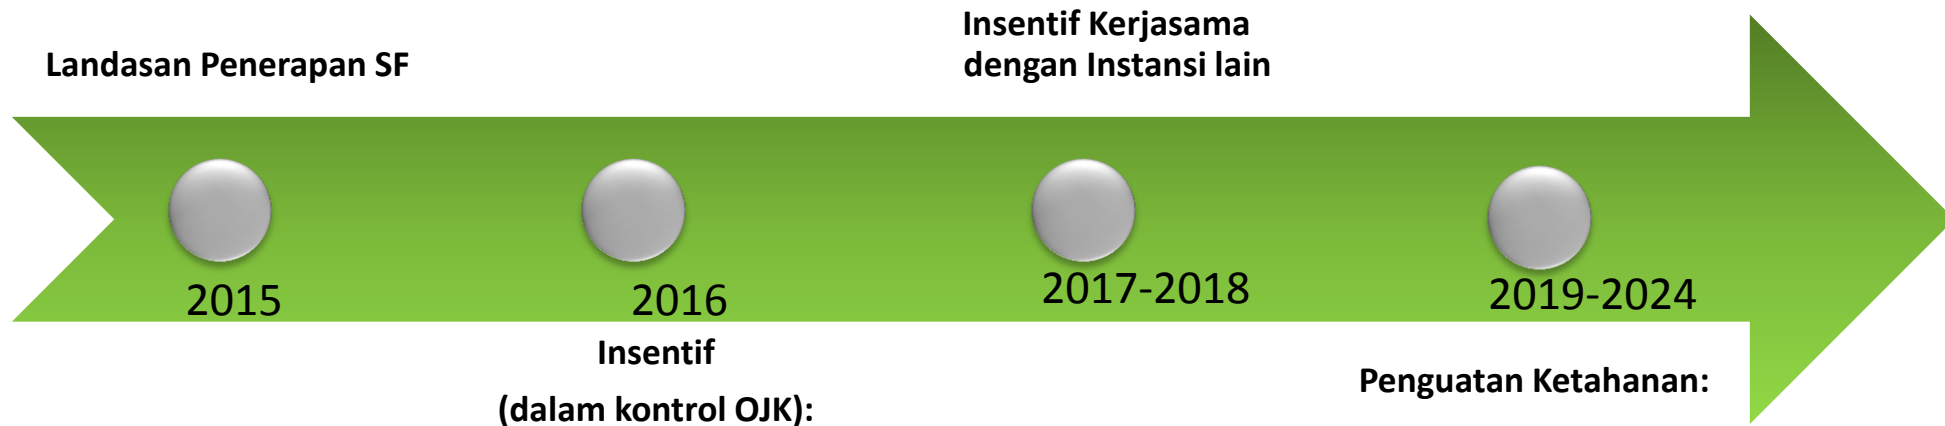 Landasan Penerapan SF
Insentif Kerjasama
dengan Instansi lain
2015
2016
2017-2018
2019-2024
Insentif
(dalam kontrol OJK):
Penguatan Ketahanan: